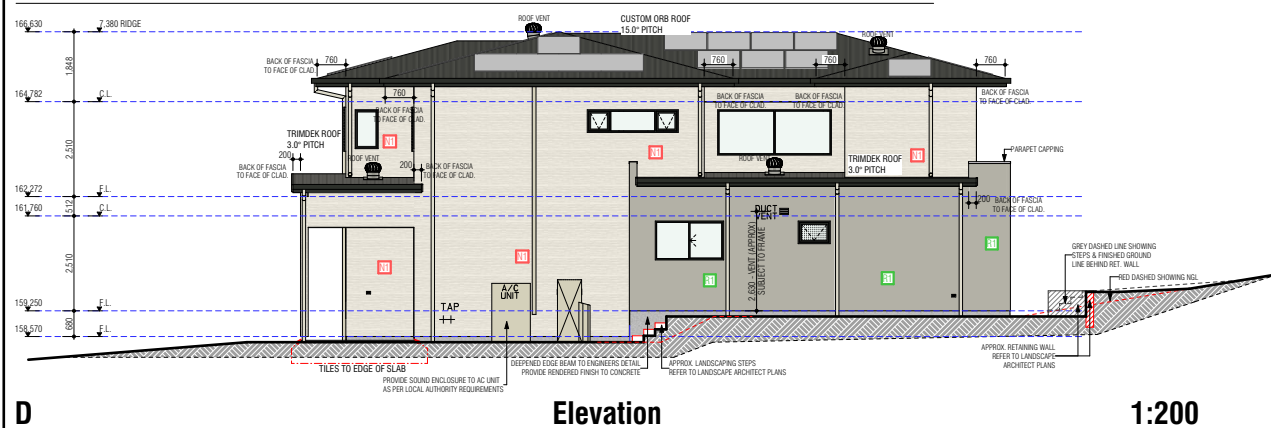 166,630
7,380 RIDGE
ROOF VENT
CUSTOM ORB ROOF
15.0° PITCH
ROOF VENT
1,848
BACK OF FASCIA
TO FACE OF CLAD.
760
760
760
760
164,782
C.L.
760
BACK OF FASCIA
TO FACE OF CLAD.
BACK OF FASCIA
TO FACE OF CLAD.
BACK OF FASCIA
TO FACE OF CLAD.
BACK OF FASCIA
TO FACE OF CLAD.
TRIMDEK ROOF
3.0° PITCH
N1
N1
N1
2,510
200
ROOF VENT
200
BACK OF FASCIA
TO FACE OF CLAD.
BACK OF FASCIA
TO FACE OF CLAD.
ROOF VENT
TRIMDEK ROOF
3.0° PITCH
PARAPET CAPPING
162,272
F.L.
512
161,760
C.L.
200
BACK OF FASCIA
TO FACE OF CLAD.
DUCT
VENT
2,510
2,630 - VENT (APPROX)
SUBJECT TO FRAME
N1
N1
R1
R1
R1
GREY DASHED LINE SHOWING
STEPS & FINISHED GROUND
LINE BEHIND RET. WALL
RED DASHED SHOWING NGL
A/C
UNIT
TAP
159,250
F.L.
680
158,570
F.L.
TILES TO EDGE OF SLAB
PROVIDE SOUND ENCLOSURE TO AC UNIT
AS PER LOCAL AUTHORITY REQUIREMENTS
DEEPENED EDGE BEAM TO ENGINEERS DETAIL
PROVIDE RENDERED FINISH TO CONCRETE
APPROX. LANDSCAPING STEPS
REFER TO LANDSCAPE ARCHITECT PLANS
APPROX. RETAINING WALL
REFER TO LANDSCAPE
ARCHITECT PLANS
D
Elevation
1:200